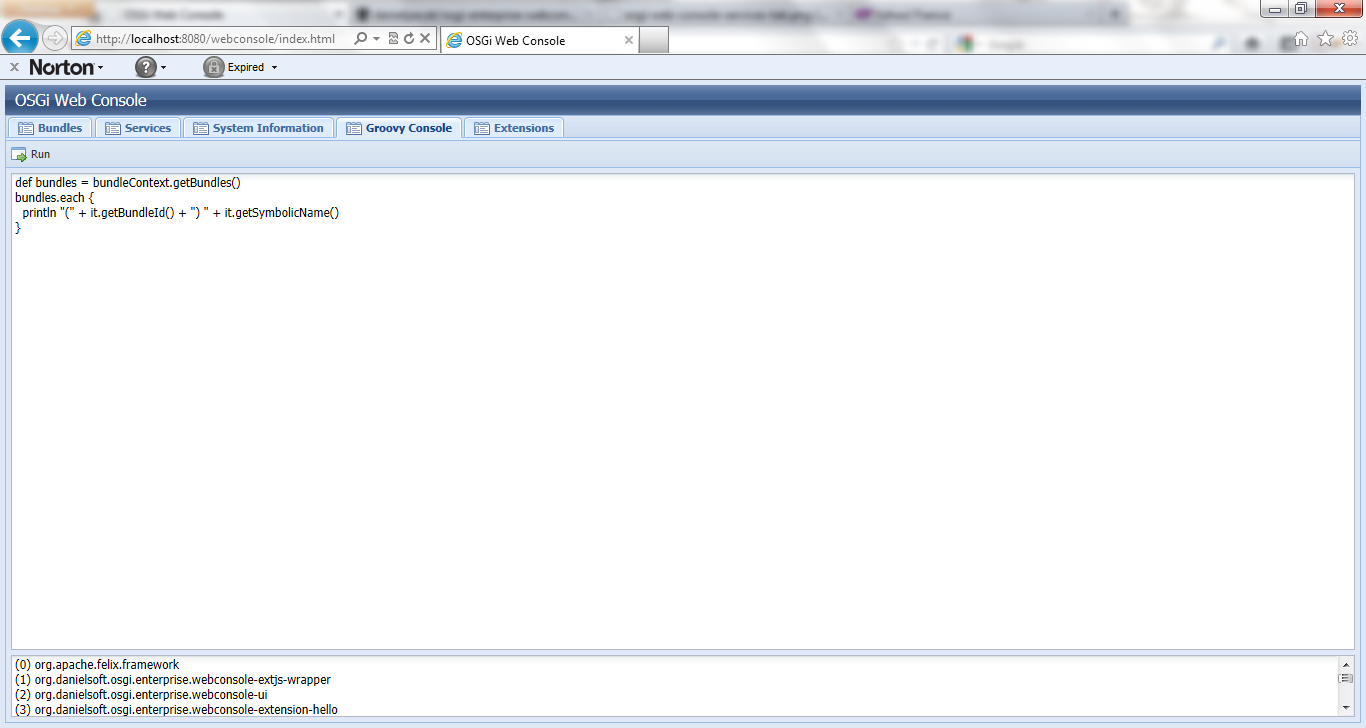 OSGi Web Console
http://localhost:8080/webconsole/index.html
OSGi Web Console
Norton
Expired
OSGi Web Console
Bundles Services System Information Groovy Console Extensions
Run
def bundles = bundleContext.getBundles()
bundles.each {
println "(" + it.getBundleId() + ") " + it.getSymbolicName()
}
(0) org.apache.felix.framework
(1) org.danielsoft.osgi.enterprise.webconsole-extjs-wrapper
(2) org.danielsoft.osgi.enterprise.webconsole-ui
(3) org.danielsoft.osgi.enterprise.webconsole-extension-hello